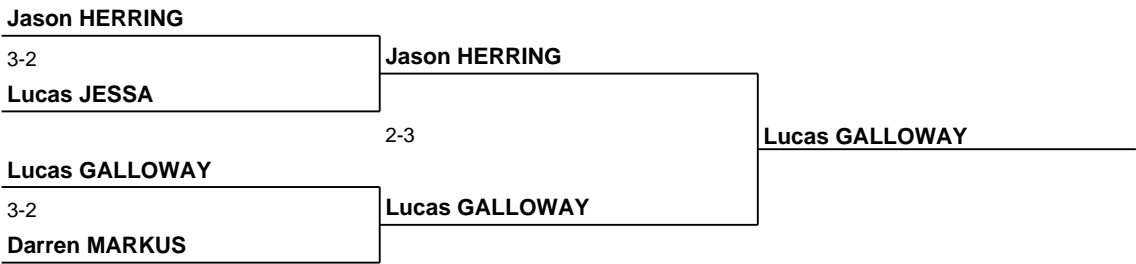 Jason HERRING
3-2
Lucas JESSA
Jason HERRING
2-3
Lucas GALLOWAY
Lucas GALLOWAY
3-2
Darren MARKUS
Lucas GALLOWAY